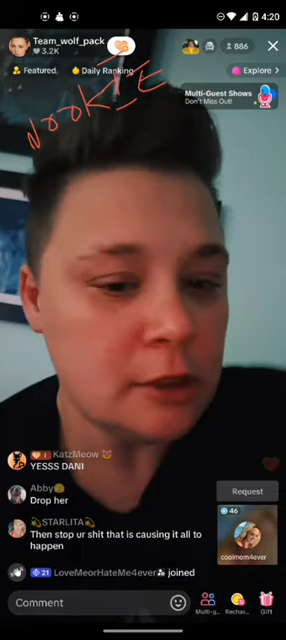 4:20
Team_wolf_pack
3.2K
886
Featured
Daily Ranking
Explore >
NOOKIE
Multi-Guest Shows
Don't Miss Out!
KatzMeow
YESSS DANI
Abby
Drop her
STARLITA
Then stop ur shit that is causing it all to
happen
Request
46
coolmom4ever
21 LoveMeorHateMe4ever joined
Comment
Multi-g...
Rechar...
Gift